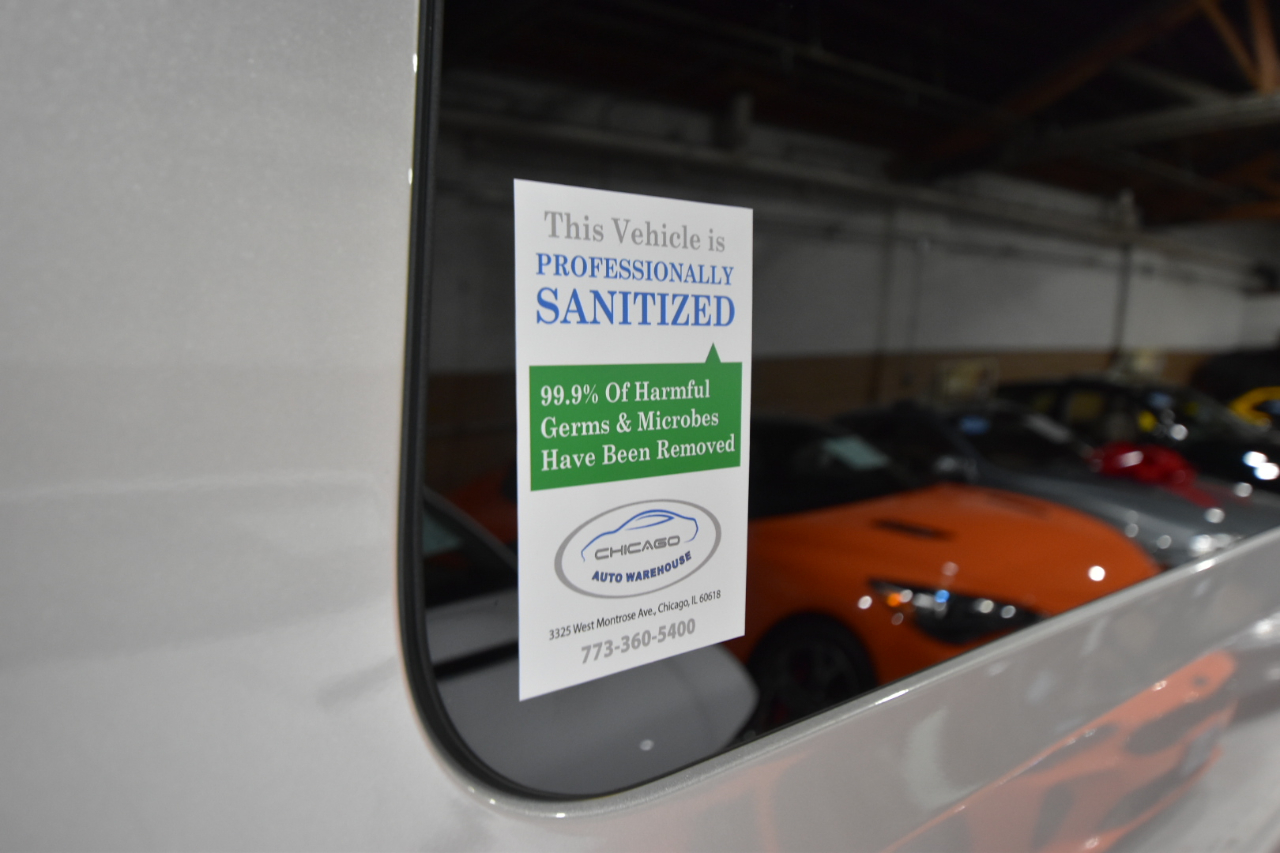 This Vehicle is
PROFESSIONALLY
SANITIZED
99.9% Of Harmful
Germs & Microbes
Have Been Removed
CHICAGO
AUTO WAREHOUSE
3325 West Montrose Ave., Chicago, IL 60618
773-360-5400